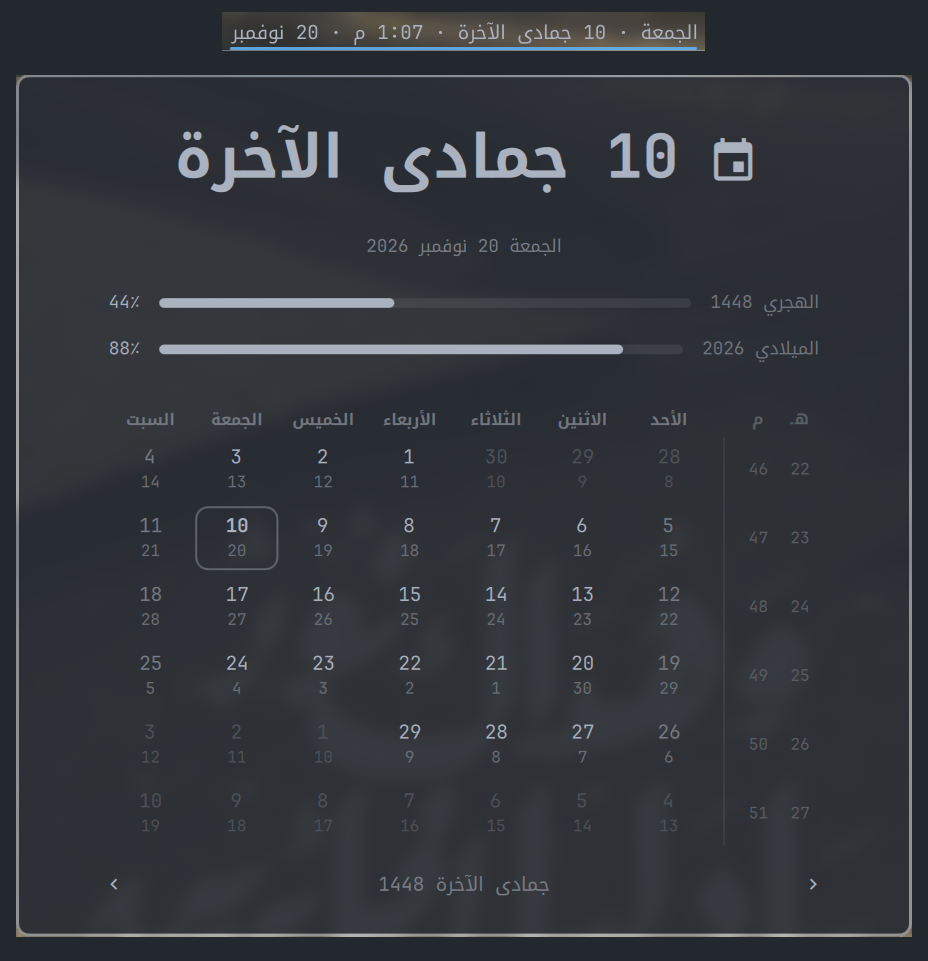 الجمعة · 10 جمادى الآخرة · 1:07 م · 20 نوفمبر
10 جمادى الآخرة
الجمعة 20 نوفمبر 2026
الهجري 1448 44٪
الميلادي 2026 88٪
هـ م الأحد الاثنين الثلاثاء الأربعاء الخميس الجمعة السبت
28 29 30 1 2 3 4
22 46
8 9 10 11 12 13 14
5 6 7 8 9 10 11
23 47
15 16 17 18 19 20 21
12 13 14 15 16 17 18
24 48
22 23 24 25 26 27 28
19 20 21 22 23 24 25
25 49
29 30 1 2 3 4 5
26 27 28 29 1 2 3
26 50
6 7 8 9 10 11 12
4 5 6 7 8 9 10
27 51
13 14 15 16 17 18 19
جمادى الآخرة 1448